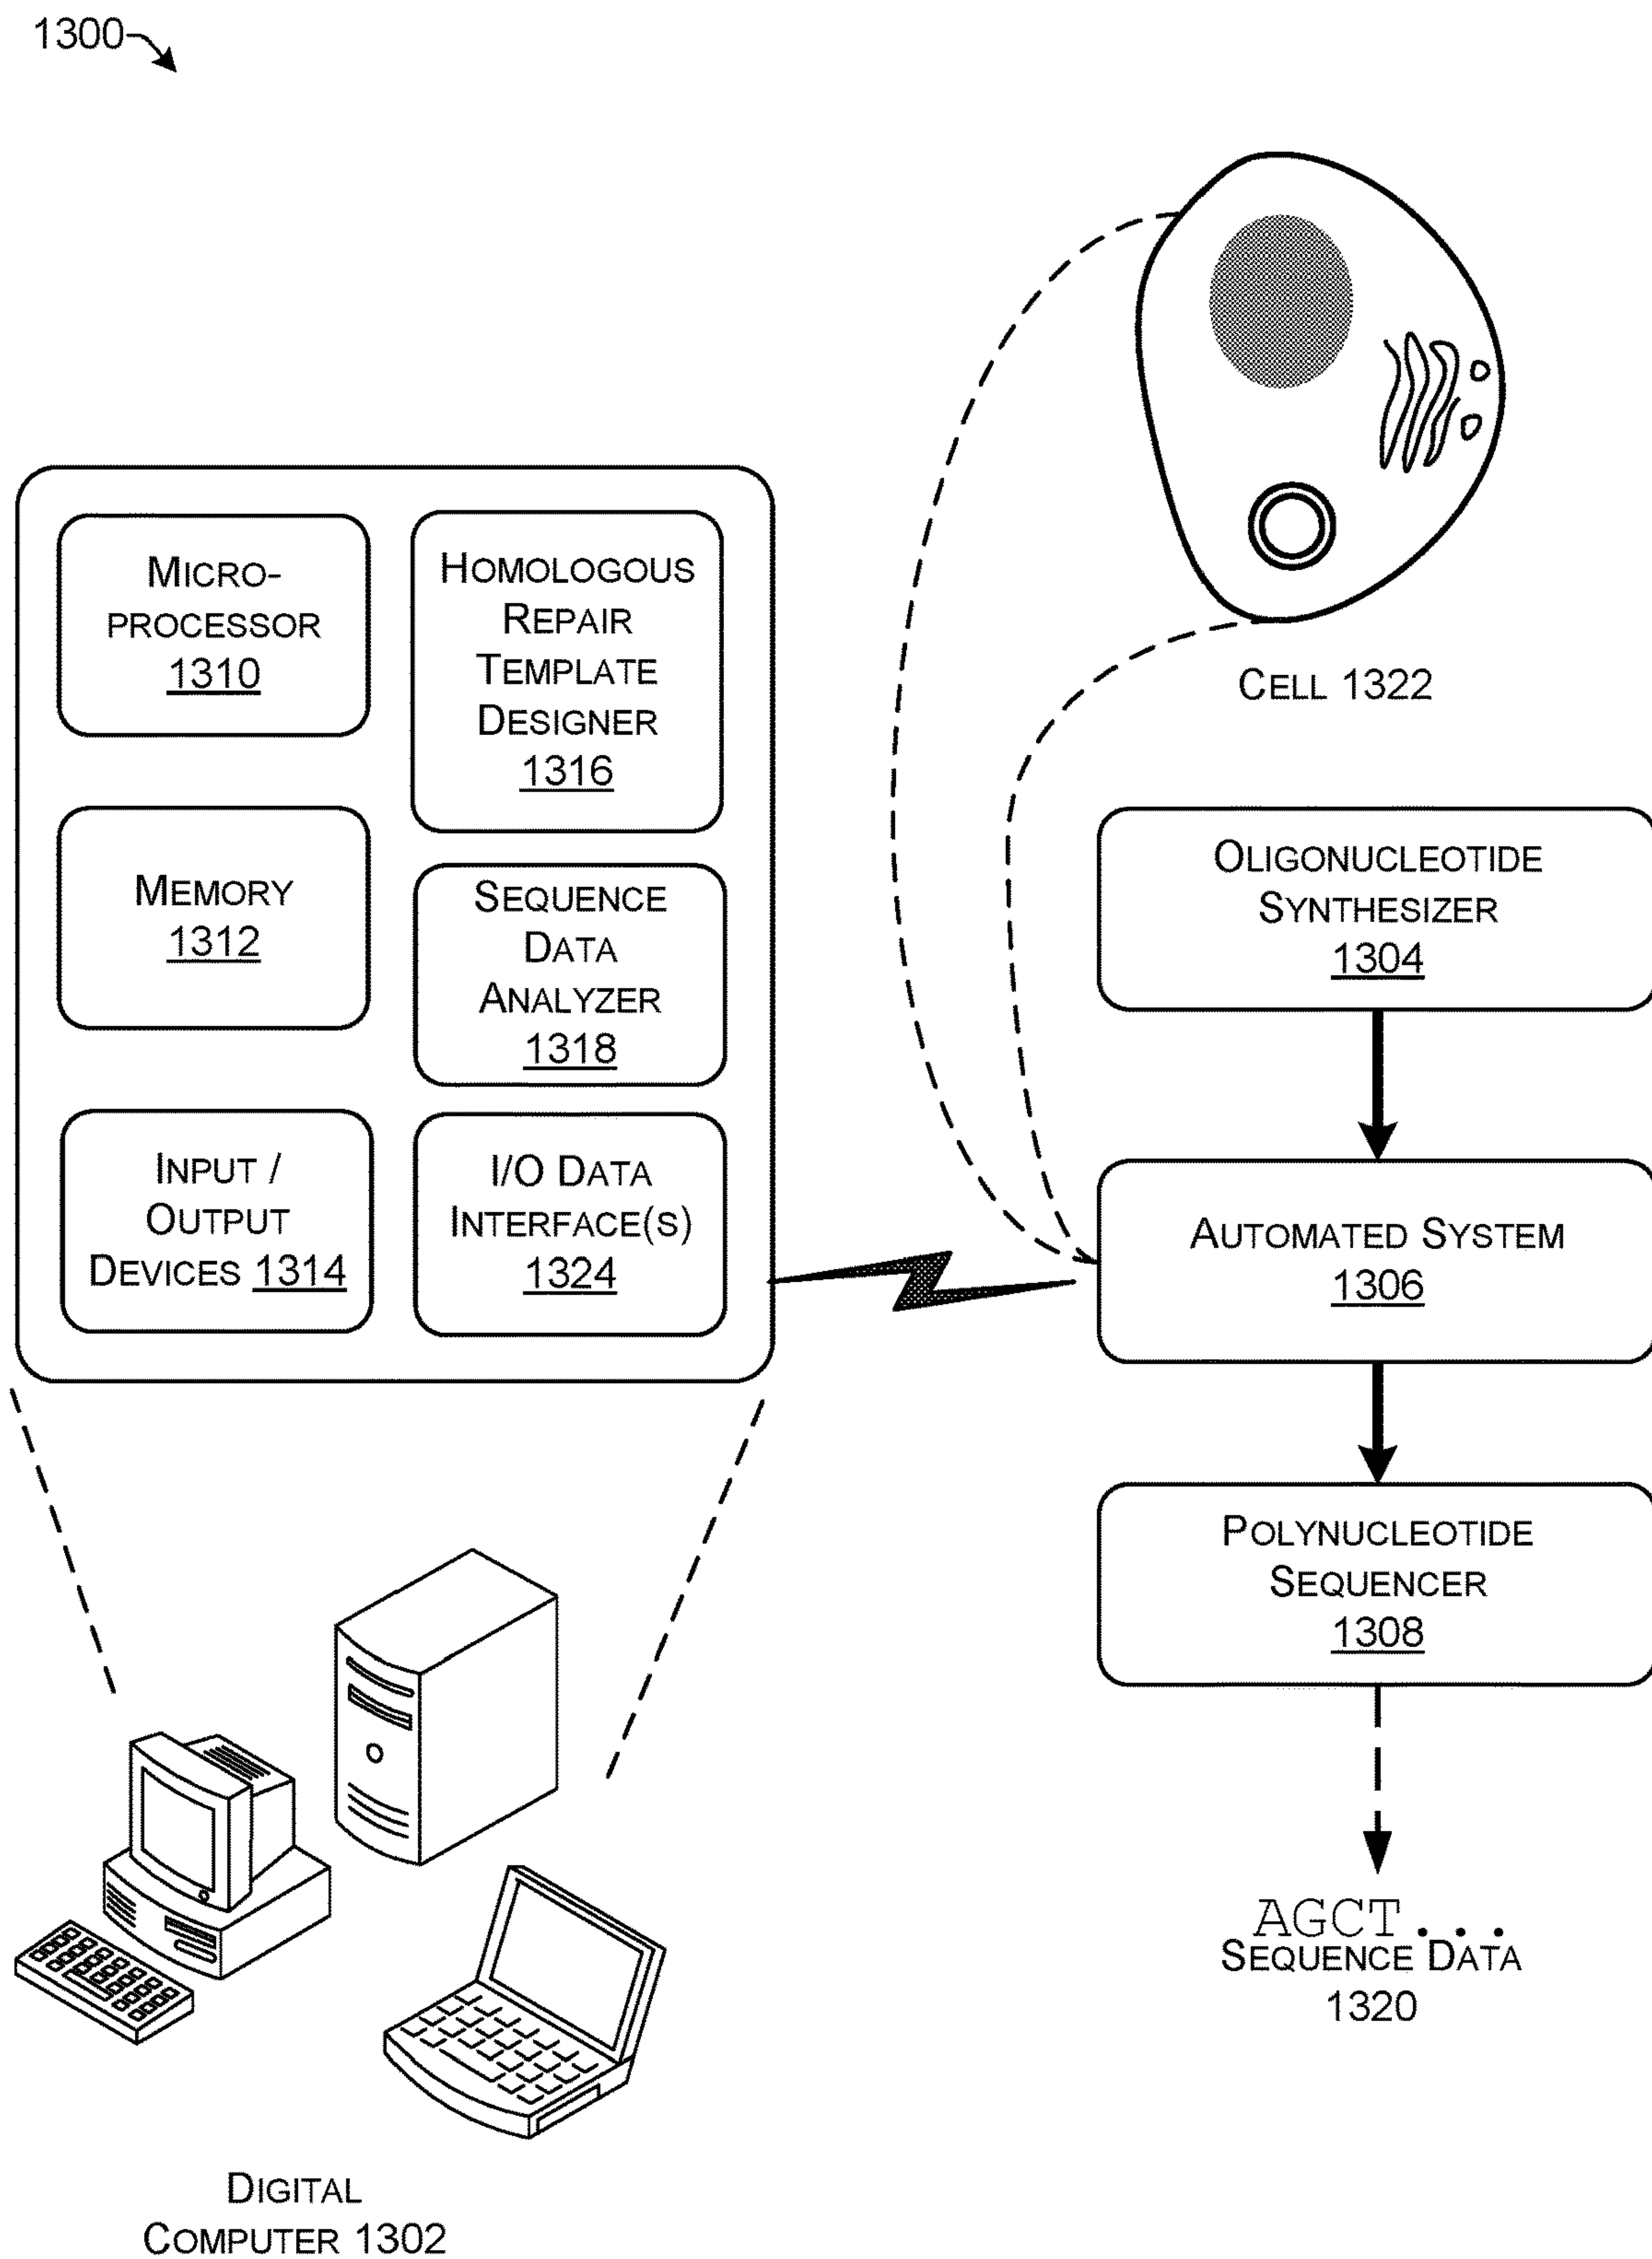 1300
MICRO-
PROCESSOR
1310
HOMOLOGOUS
REPAIR
TEMPLATE
DESIGNER
1316
MEMORY
1312
SEQUENCE
DATA
ANALYZER
1318
INPUT /
OUTPUT
DEVICES 1314
I/O DATA
INTERFACE(S)
1324
CELL 1322
OLIGONUCLEOTIDE
SYNTHESIZER
1304
AUTOMATED SYSTEM
1306
POLYNUCLEOTIDE
SEQUENCER
1308
AGCT...
SEQUENCE DATA
1320
DIGITAL
COMPUTER 1302